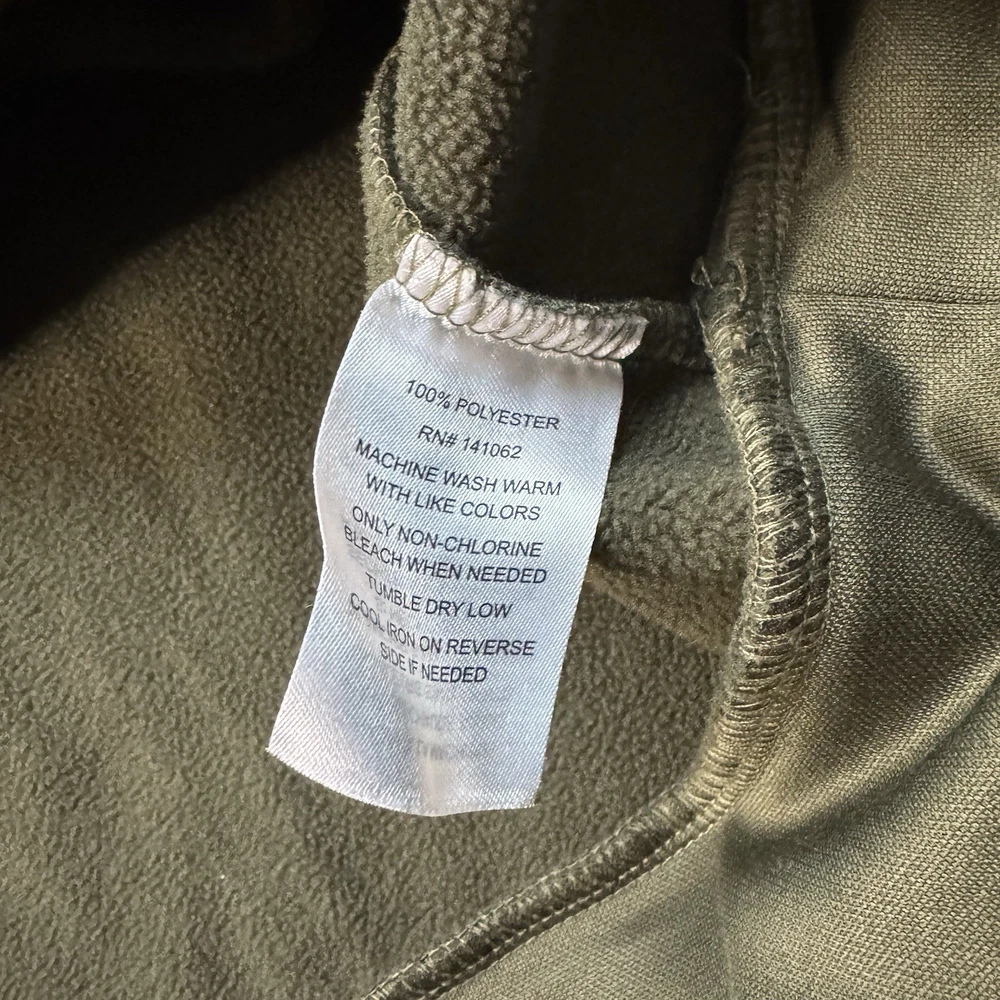 100% POLYESTER
RN# 141062
MACHINE WASH WARM
WITH LIKE COLORS
ONLY NON-CHLORINE
BLEACH WHEN NEEDED
TUMBLE DRY LOW
COOL IRON ON REVERSE
SIDE IF NEEDED